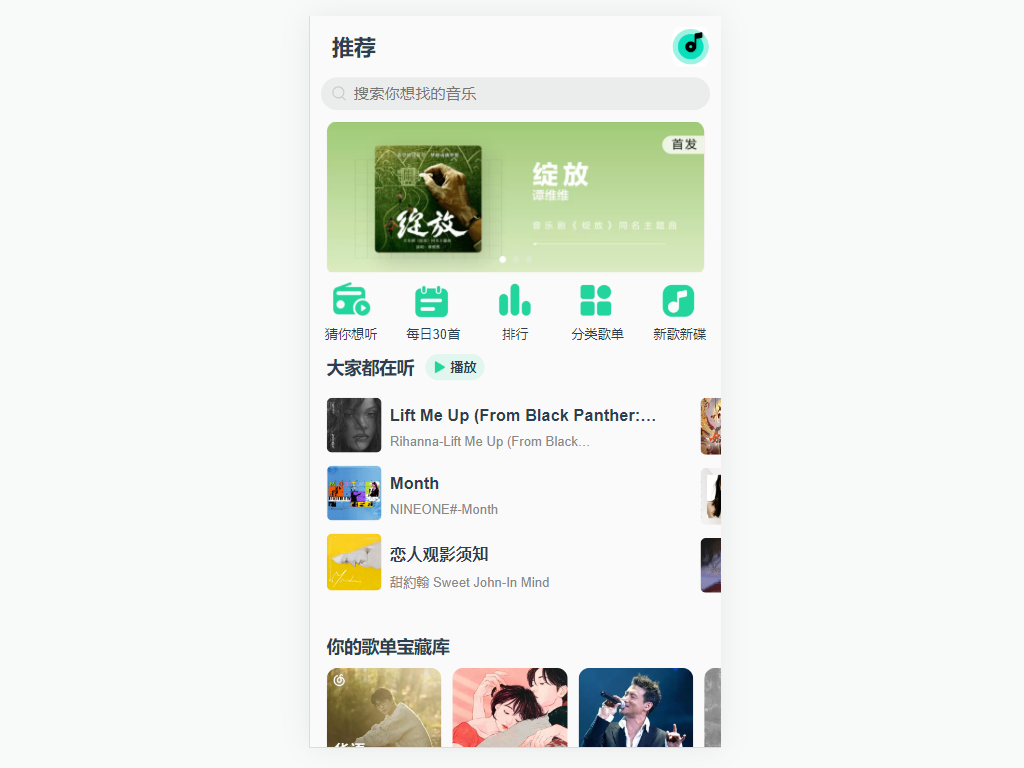 推荐
搜索你想找的音乐
首发
绽放
谭维维
音乐剧《绽放》同名主题曲
绽放
猜你想听
每日30首
排行
分类歌单
新歌新碟
大家都在听
播放
Lift Me Up (From Black Panther:…
Rihanna-Lift Me Up (From Black…
Month
NINEONE#-Month
恋人观影须知
甜約翰 Sweet John-In Mind
你的歌单宝藏库